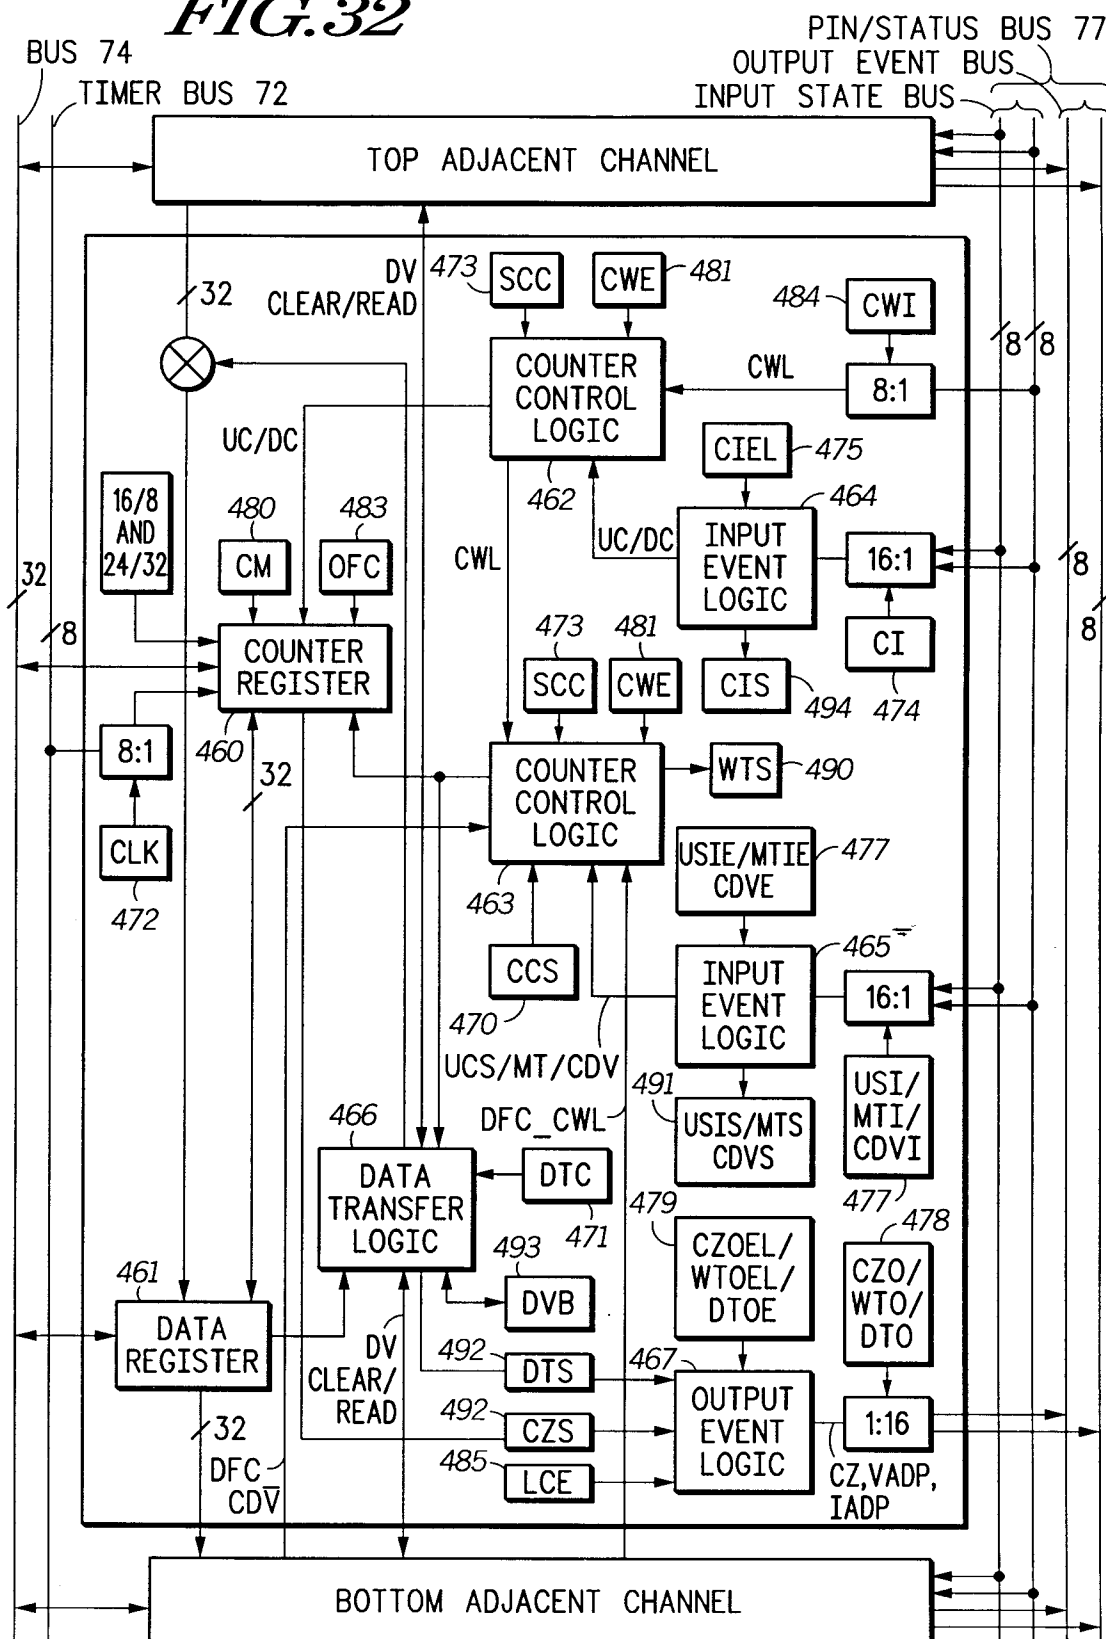 FIG.32
PIN/STATUS BUS 77
BUS 74
OUTPUT EVENT BUS
TIMER BUS 72
INPUT STATE BUS
TOP ADJACENT CHANNEL
32
DV
CLEAR/READ
473
SCC
CWE
481
484
CWI
8
8
COUNTER
CONTROL
LOGIC
CWL
8:1
UC/DC
462
CIEL
475
16/8
AND
24/32
480
CM
483
OFC
CWL
UC/DC
464
INPUT
EVENT
LOGIC
16:1
8
32
8
8
COUNTER
REGISTER
473
SCC
481
CWE
CIS
494
CI
474
8:1
460
32
COUNTER
CONTROL
LOGIC
WTS
490
CLK
472
463
USIE/MTIE
CDVE
477
CCS
470
465
INPUT
EVENT
LOGIC
16:1
UCS/MT/CDV
491
USIS/MTS
CDVS
USI/
MTI/
CDVI
477
DFC_CWL
466
DATA
TRANSFER
LOGIC
DTC
471
479
CZOEL/
WTOEL/
DTOE
478
CZO/
WTO/
DTO
461
DATA
REGISTER
493
DVB
DV
CLEAR/
READ
492
DTS
467
OUTPUT
EVENT
LOGIC
1:16
32
492
CZS
485
LCE
CZ,VADP,
IADP
DFC
CDV̅
BOTTOM ADJACENT CHANNEL